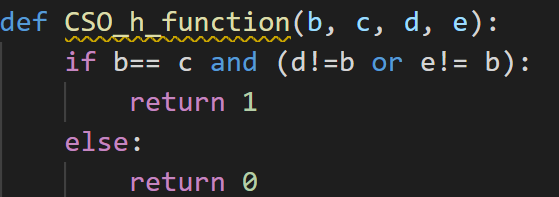 def CSO_h_function(b, c, d, e):
    if b== c and (d!=b or e!= b):
        return 1
    else:
        return 0